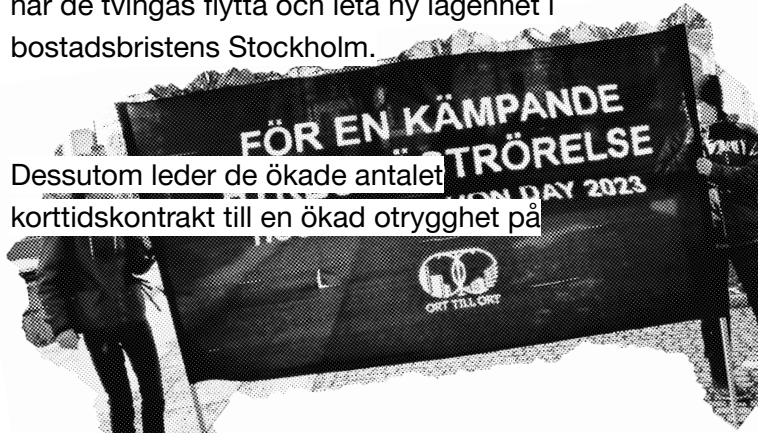 när de tvingas flytta och leta ny lägenhet i
bostadsbristens Stockholm.
FÖR EN KÄMPANDE
TRÖRELSE
Dessutom leder de ökade antalet
DAY 2023
korttidskontrakt till en ökad otrygghet på
ORT TILL ORT